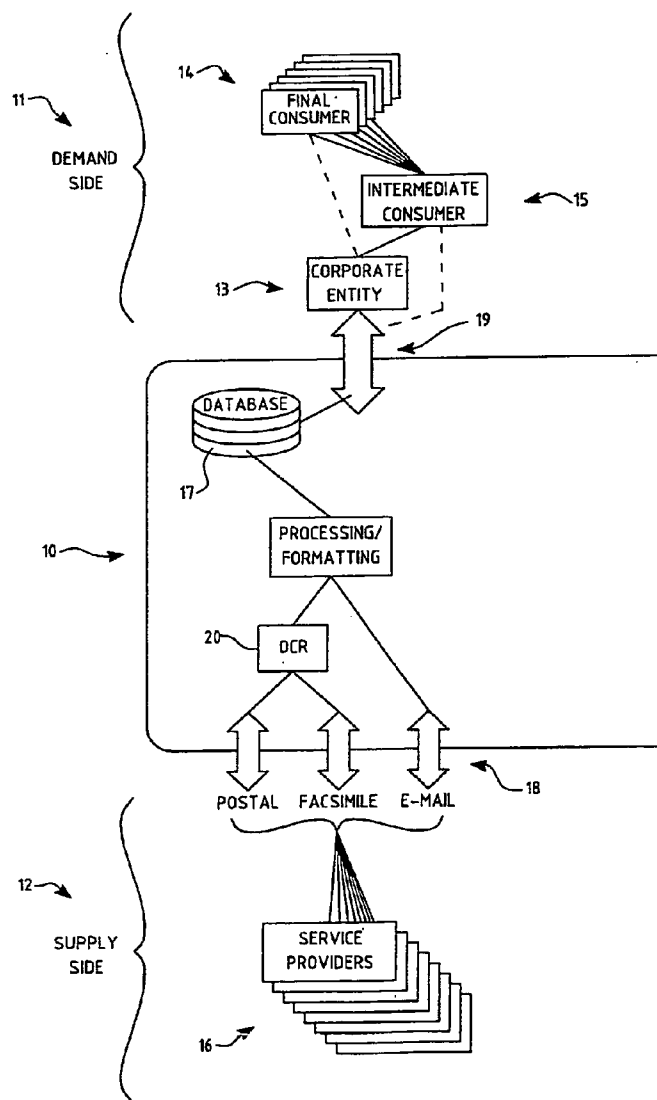 14
FINAL
CONSUMER
11
DEMAND
SIDE
INTERMEDIATE
CONSUMER
15
13
CORPORATE
ENTITY
19
DATABASE
17
PROCESSING/
FORMATTING
10
20
OCR
POSTAL
FACSIMILE
E-MAIL
18
12
SUPPLY
SIDE
SERVICE
PROVIDERS
16